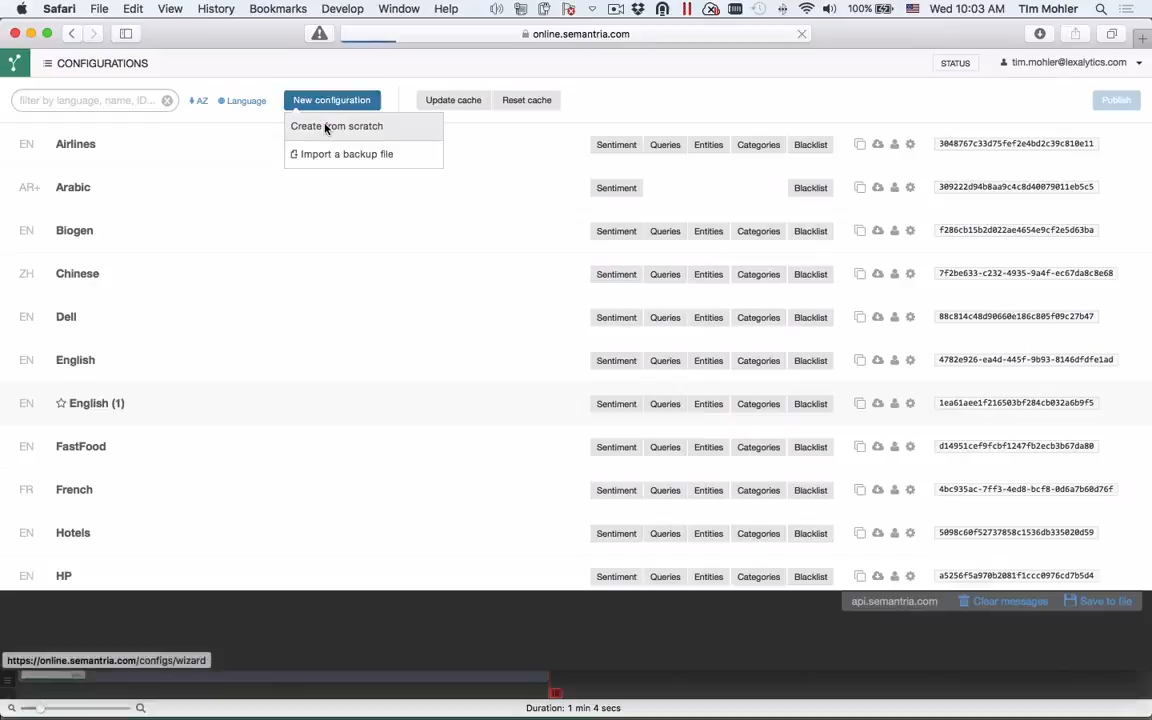 Safari File Edit View History Bookmarks Develop Window Help 100% Wed 10:03 AM Tim Mohler
online.semantria.com
CONFIGURATIONS STATUS tim.mohler@lexalytics.com
filter by language, name, ID... AZ Language New configuration Update cache Reset cache Publish
Create from scratch
Import a backup file
EN Airlines Sentiment Queries Entities Categories Blacklist 3048767c33d75fef2e4bd2c39c810e11
AR+ Arabic Sentiment Blacklist 309222d94b8aa9c4c8d40079011eb5c5
EN Biogen Sentiment Queries Entities Categories Blacklist f286cb15b2d022ae4654e9cf2e5d63ba
ZH Chinese Sentiment Queries Entities Categories Blacklist 7f2be633-c232-4935-9a4f-ec67da8c8e68
EN Dell Sentiment Queries Entities Categories Blacklist 88c814c48d90660e186c805f09c27b47
EN English Sentiment Queries Entities Categories Blacklist 4782e926-ea4d-445f-9b93-8146dfdfe1ad
EN English (1) Sentiment Queries Entities Categories Blacklist 1ea61aee1f216503bf284cb032a6b9f5
EN FastFood Sentiment Queries Entities Categories Blacklist d14951cef9fcbf1247fb2ecb3b67da80
FR French Sentiment Queries Entities Categories Blacklist 4bc935ac-7ff3-4ed8-bcf8-0d6a7b60d76f
EN Hotels Sentiment Queries Entities Categories Blacklist 5098c60f52737858c1536db335020d59
EN HP Sentiment Queries Entities Categories Blacklist a5256f5a970b2081f1ccc0976cd7b5d4
api.semantria.com Clear messages Save to file
https://online.semantria.com/configs/wizard
Duration: 1 min 4 secs